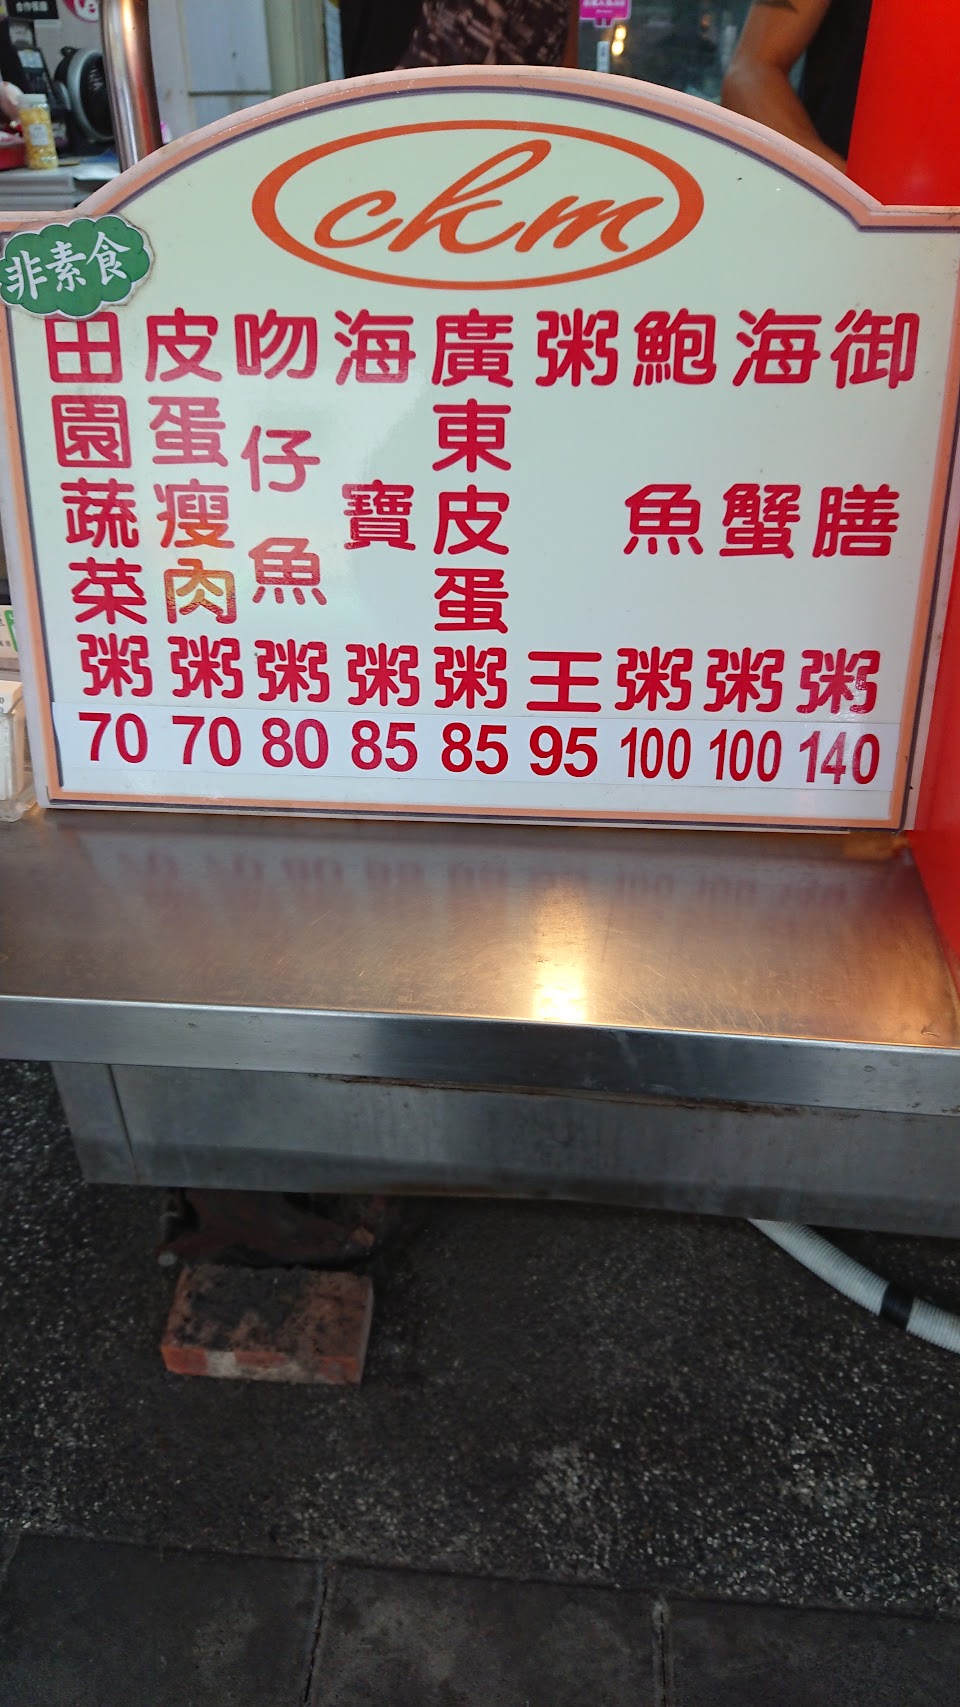 ckm
非素食
田園蔬菜粥 70
皮蛋瘦肉粥 70
吻仔魚粥 80
海寶粥 85
廣東皮蛋粥 85
粥王 95
鮑魚粥 100
海蟹粥 100
御膳粥 140